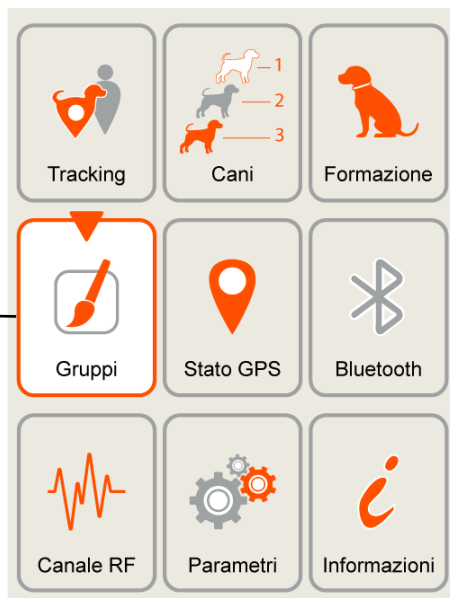 1
2
3
Tracking
Cani
Formazione
Gruppi
Stato GPS
Bluetooth
Canale RF
Parametri
Informazioni